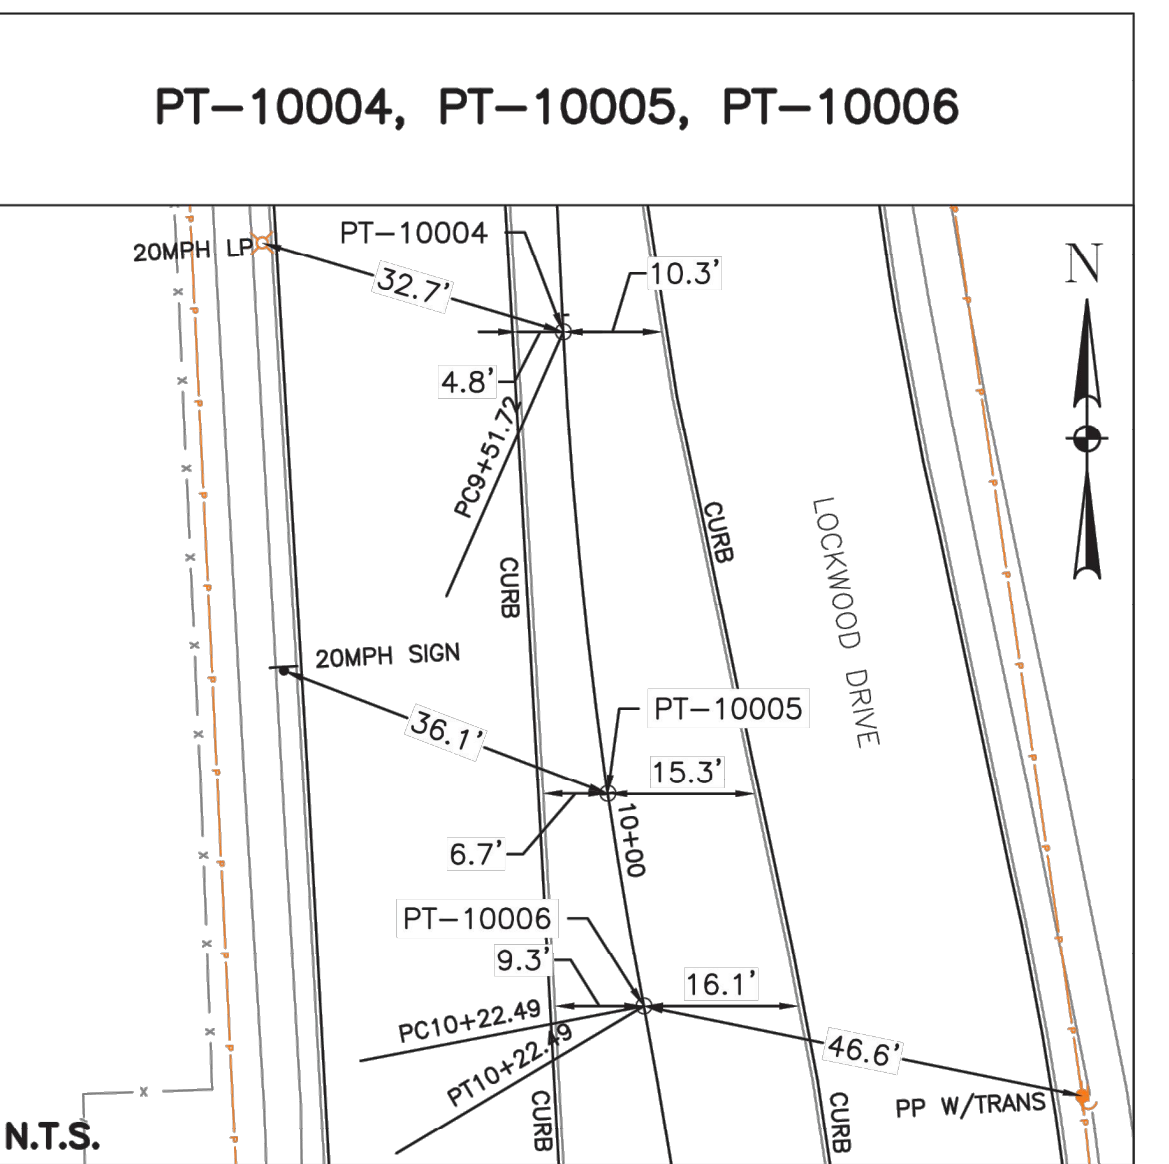 PT-10004, PT-10005, PT-10006
PT-10004
20MPH LP
N
10.3'
32.7'
4.8'
PC9+51.72
CURB
LOCKWOOD DRIVE
CURB
20MPH SIGN
PT-10005
36.1'
15.3'
10+00
6.7'
PT-10006
9.3'
16.1'
PC10+22.49
46.6'
PT10+22.49
PP W/TRANS
CURB
CURB
N.T.S.